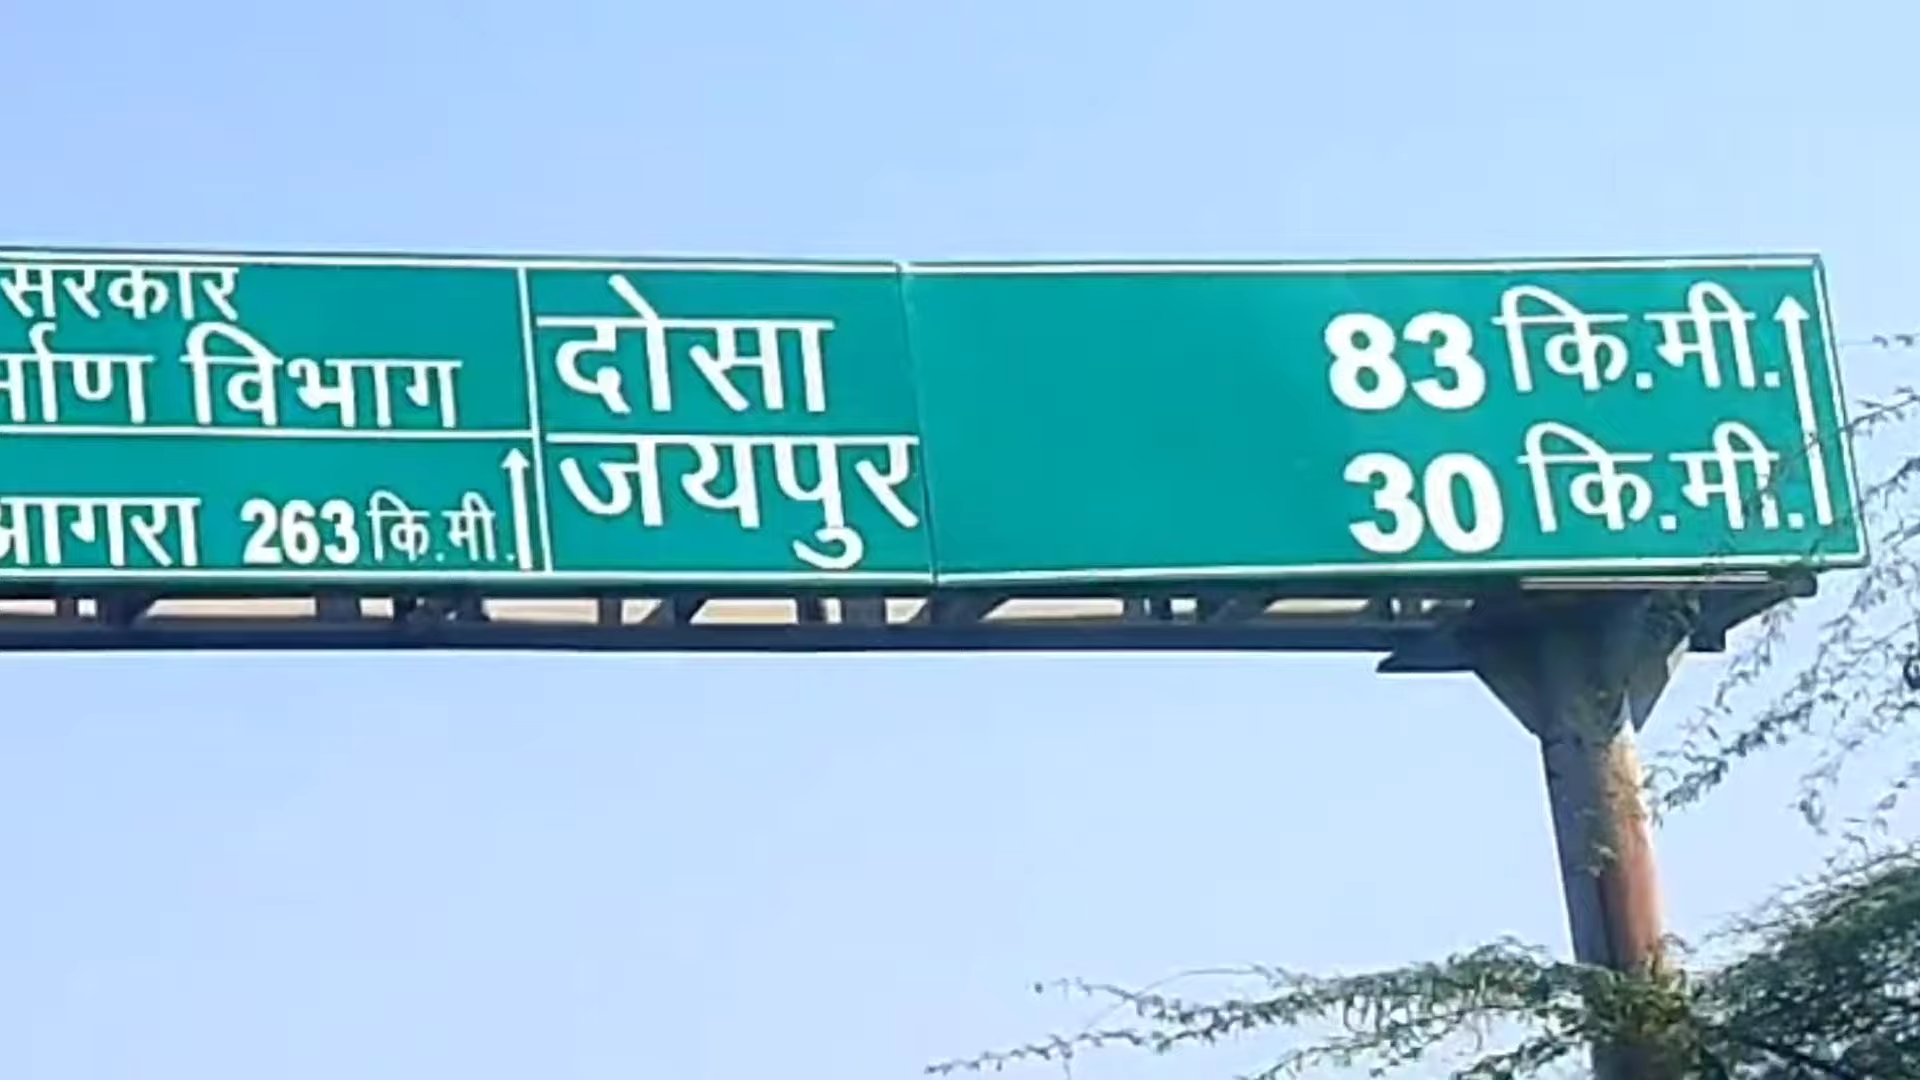 सरकार
र्माण विभाग
आगरा 263 कि.मी.
दोसा 83 कि.मी.
जयपुर 30 कि.मी.